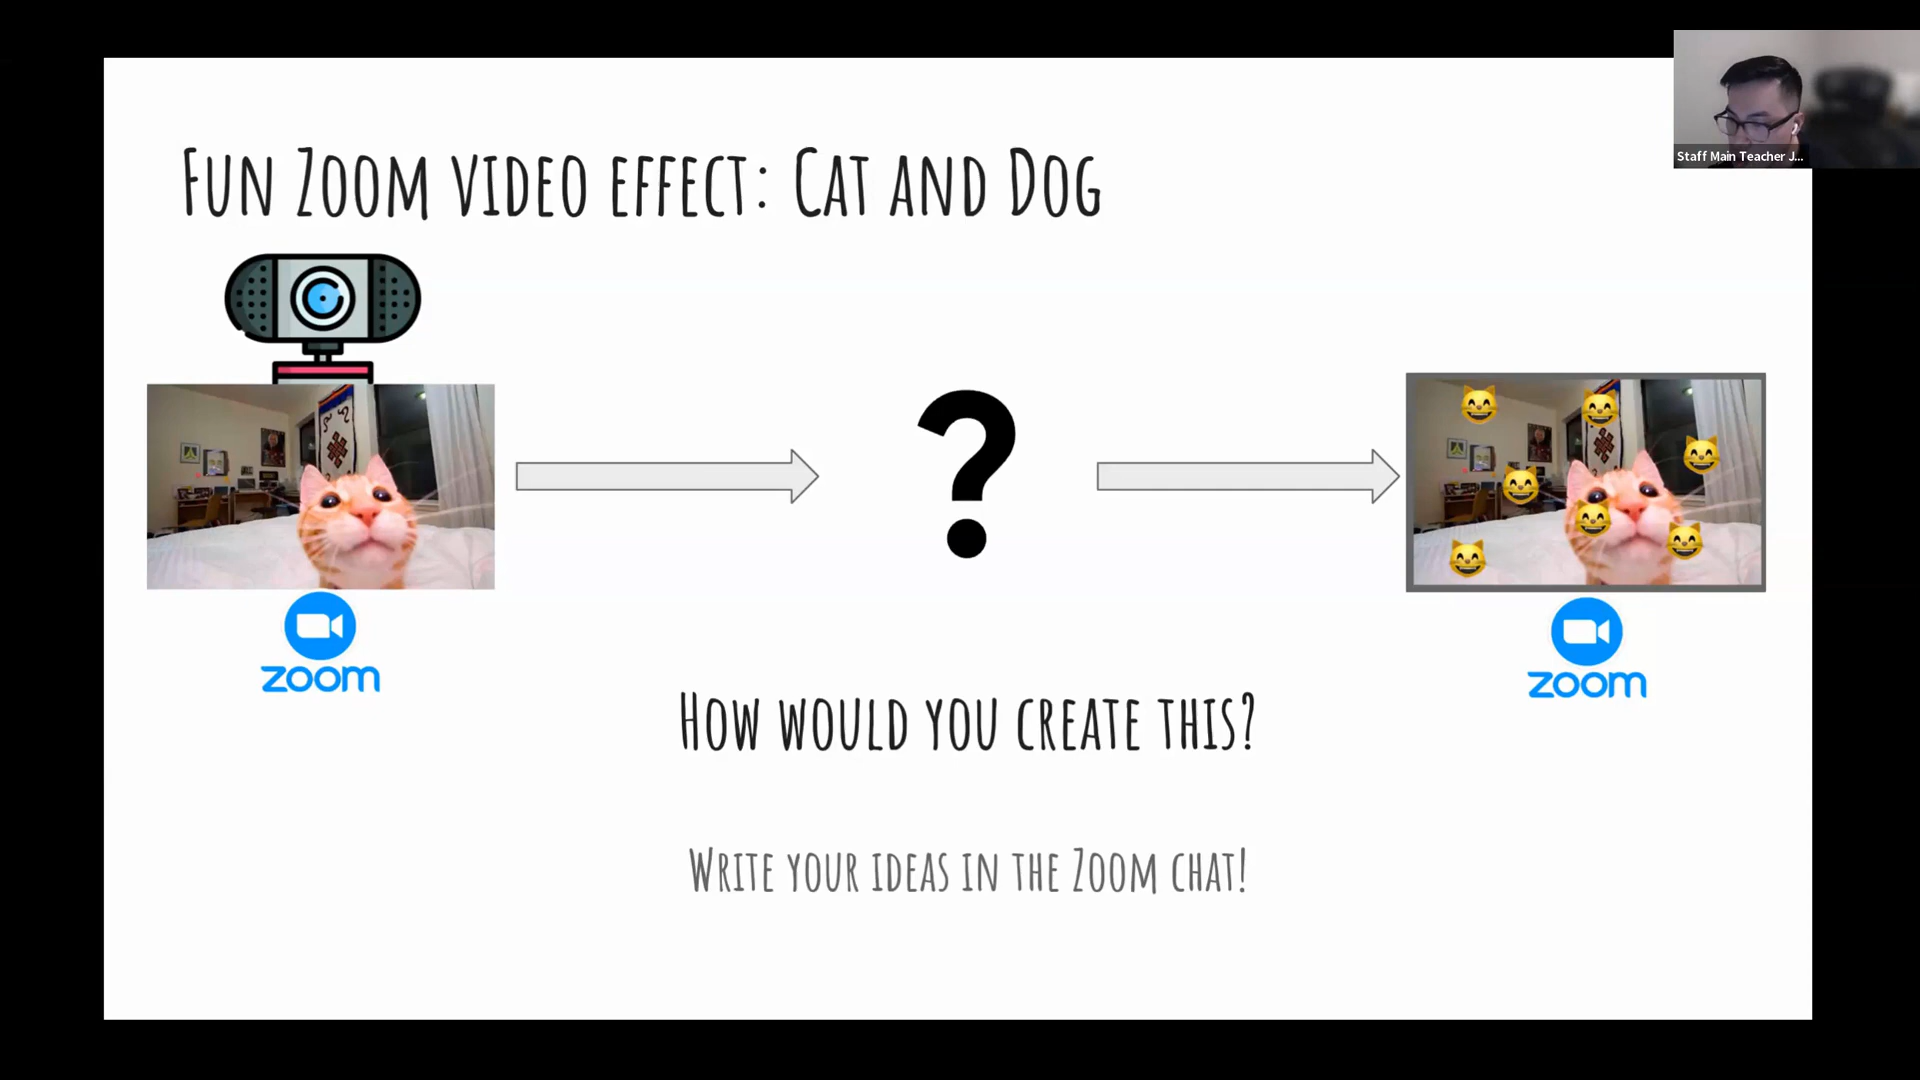 Staff Main Teacher J...
Fun Zoom video effect: Cat and Dog
zoom
zoom
How would you create this?
Write your ideas in the Zoom chat!